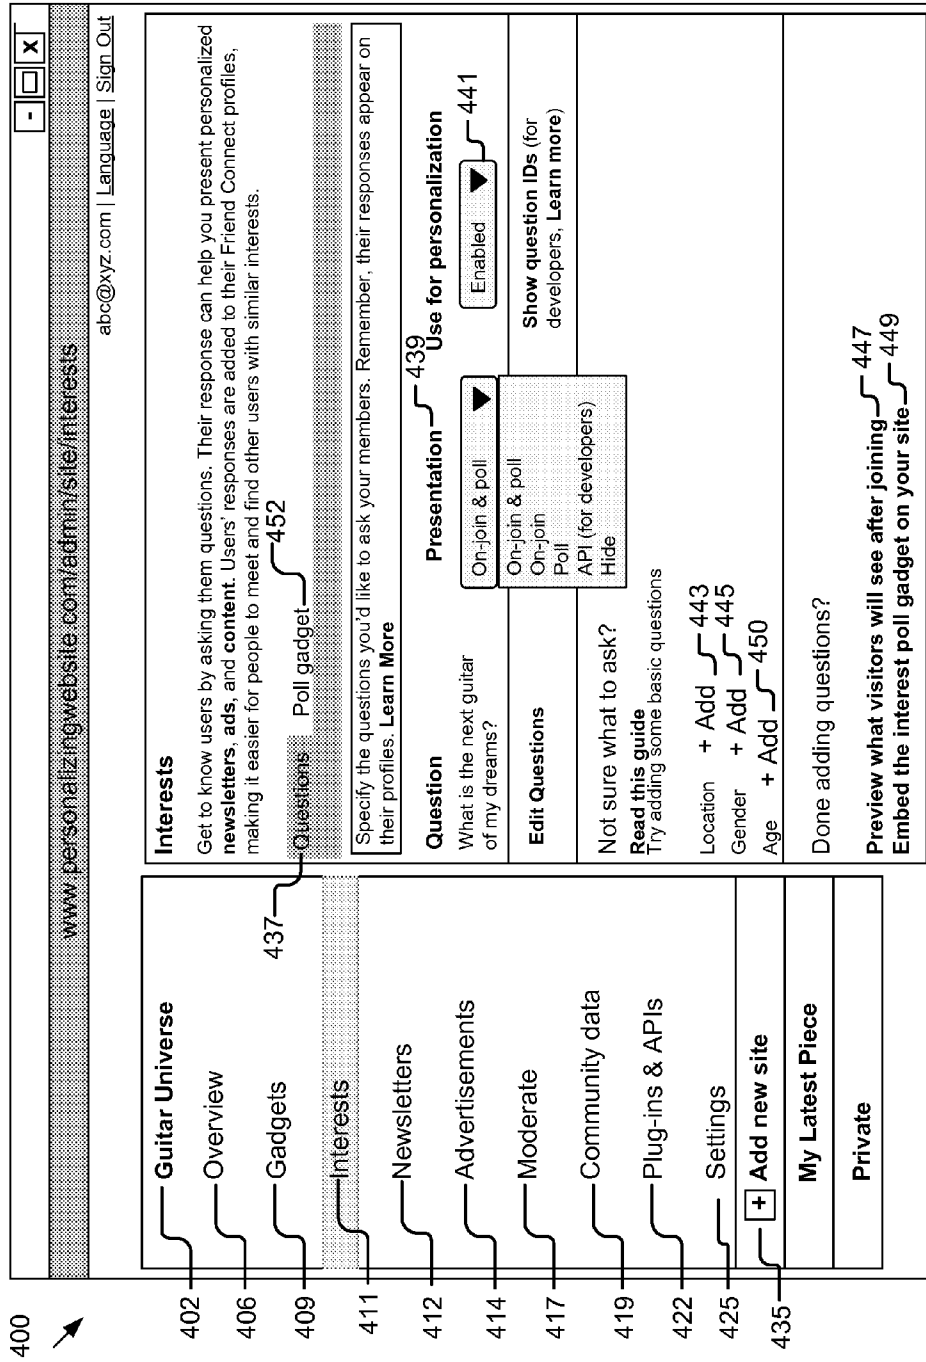 400
- □ x
www.personalizingwebsite.com/admin/site/interests
abc@xyz.com | Language | Sign Out
402
Guitar Universe
406
Overview
409
Gadgets
411
Interests
412
Newsletters
414
Advertisements
417
Moderate
419
Community data
422
Plug-ins & APIs
425
Settings
435
+ Add new site
My Latest Piece
Private
Interests
Get to know users by asking them questions. Their response can help you present personalized
newsletters, ads, and content. Users' responses are added to their Friend Connect profiles,
making it easier for people to meet and find other users with similar interests.
437
Questions Poll gadget 452
Specify the questions you'd like to ask your members. Remember, their responses appear on
their profiles. Learn More
Question Presentation 439 Use for personalization
What is the next guitar
of my dreams?
On-join & poll
Enabled 441
On-join & poll
On-join
Poll
API (for developers)
Hide
Edit Questions
Show question IDs (for
developers, Learn more)
Not sure what to ask?
Read this guide
Try adding some basic questions
Location + Add 443
Gender + Add 445
Age + Add 450
Done adding questions?
Preview what visitors will see after joining 447
Embed the interest poll gadget on your site 449